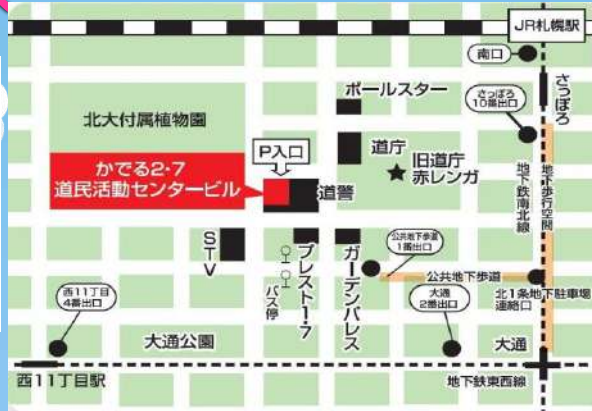 JR札幌駅
南口
さっぽろ
ポールスター
さっぽろ
10番出口
北大付属植物園
道庁
P入口
旧道庁
赤レンガ
かでる2・7
道民活動センタービル
道警
地下鉄南北線
地下歩行空間
STV
プレスト1・7
ガーデンパレス
公共地下歩道
1番出口
バス停
公共地下歩道
西11丁目
4番出口
大通
2番出口
北1条地下駐車場
連絡口
大通公園
大通
西11丁目駅
地下鉄東西線